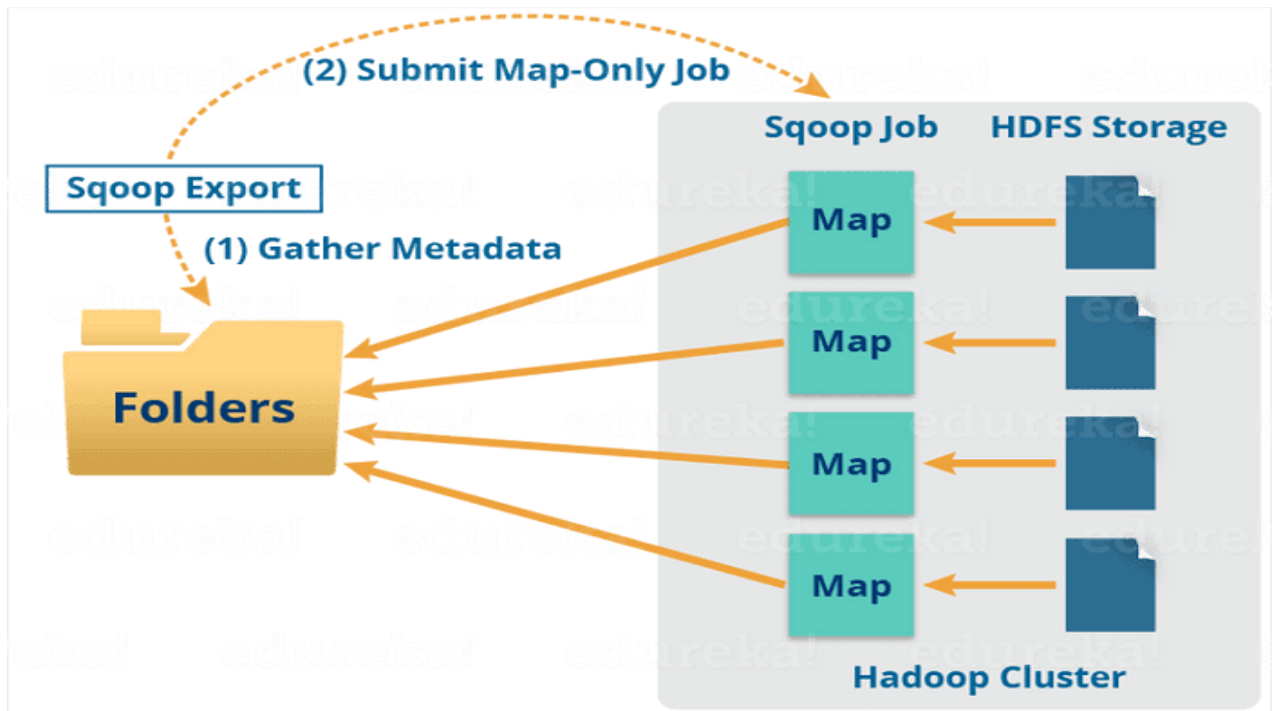 (2) Submit Map-Only Job
Sqoop Job
HDFS Storage
Sqoop Export
(1) Gather Metadata
Folders
Map
Map
Map
Map
Hadoop Cluster
edureka!